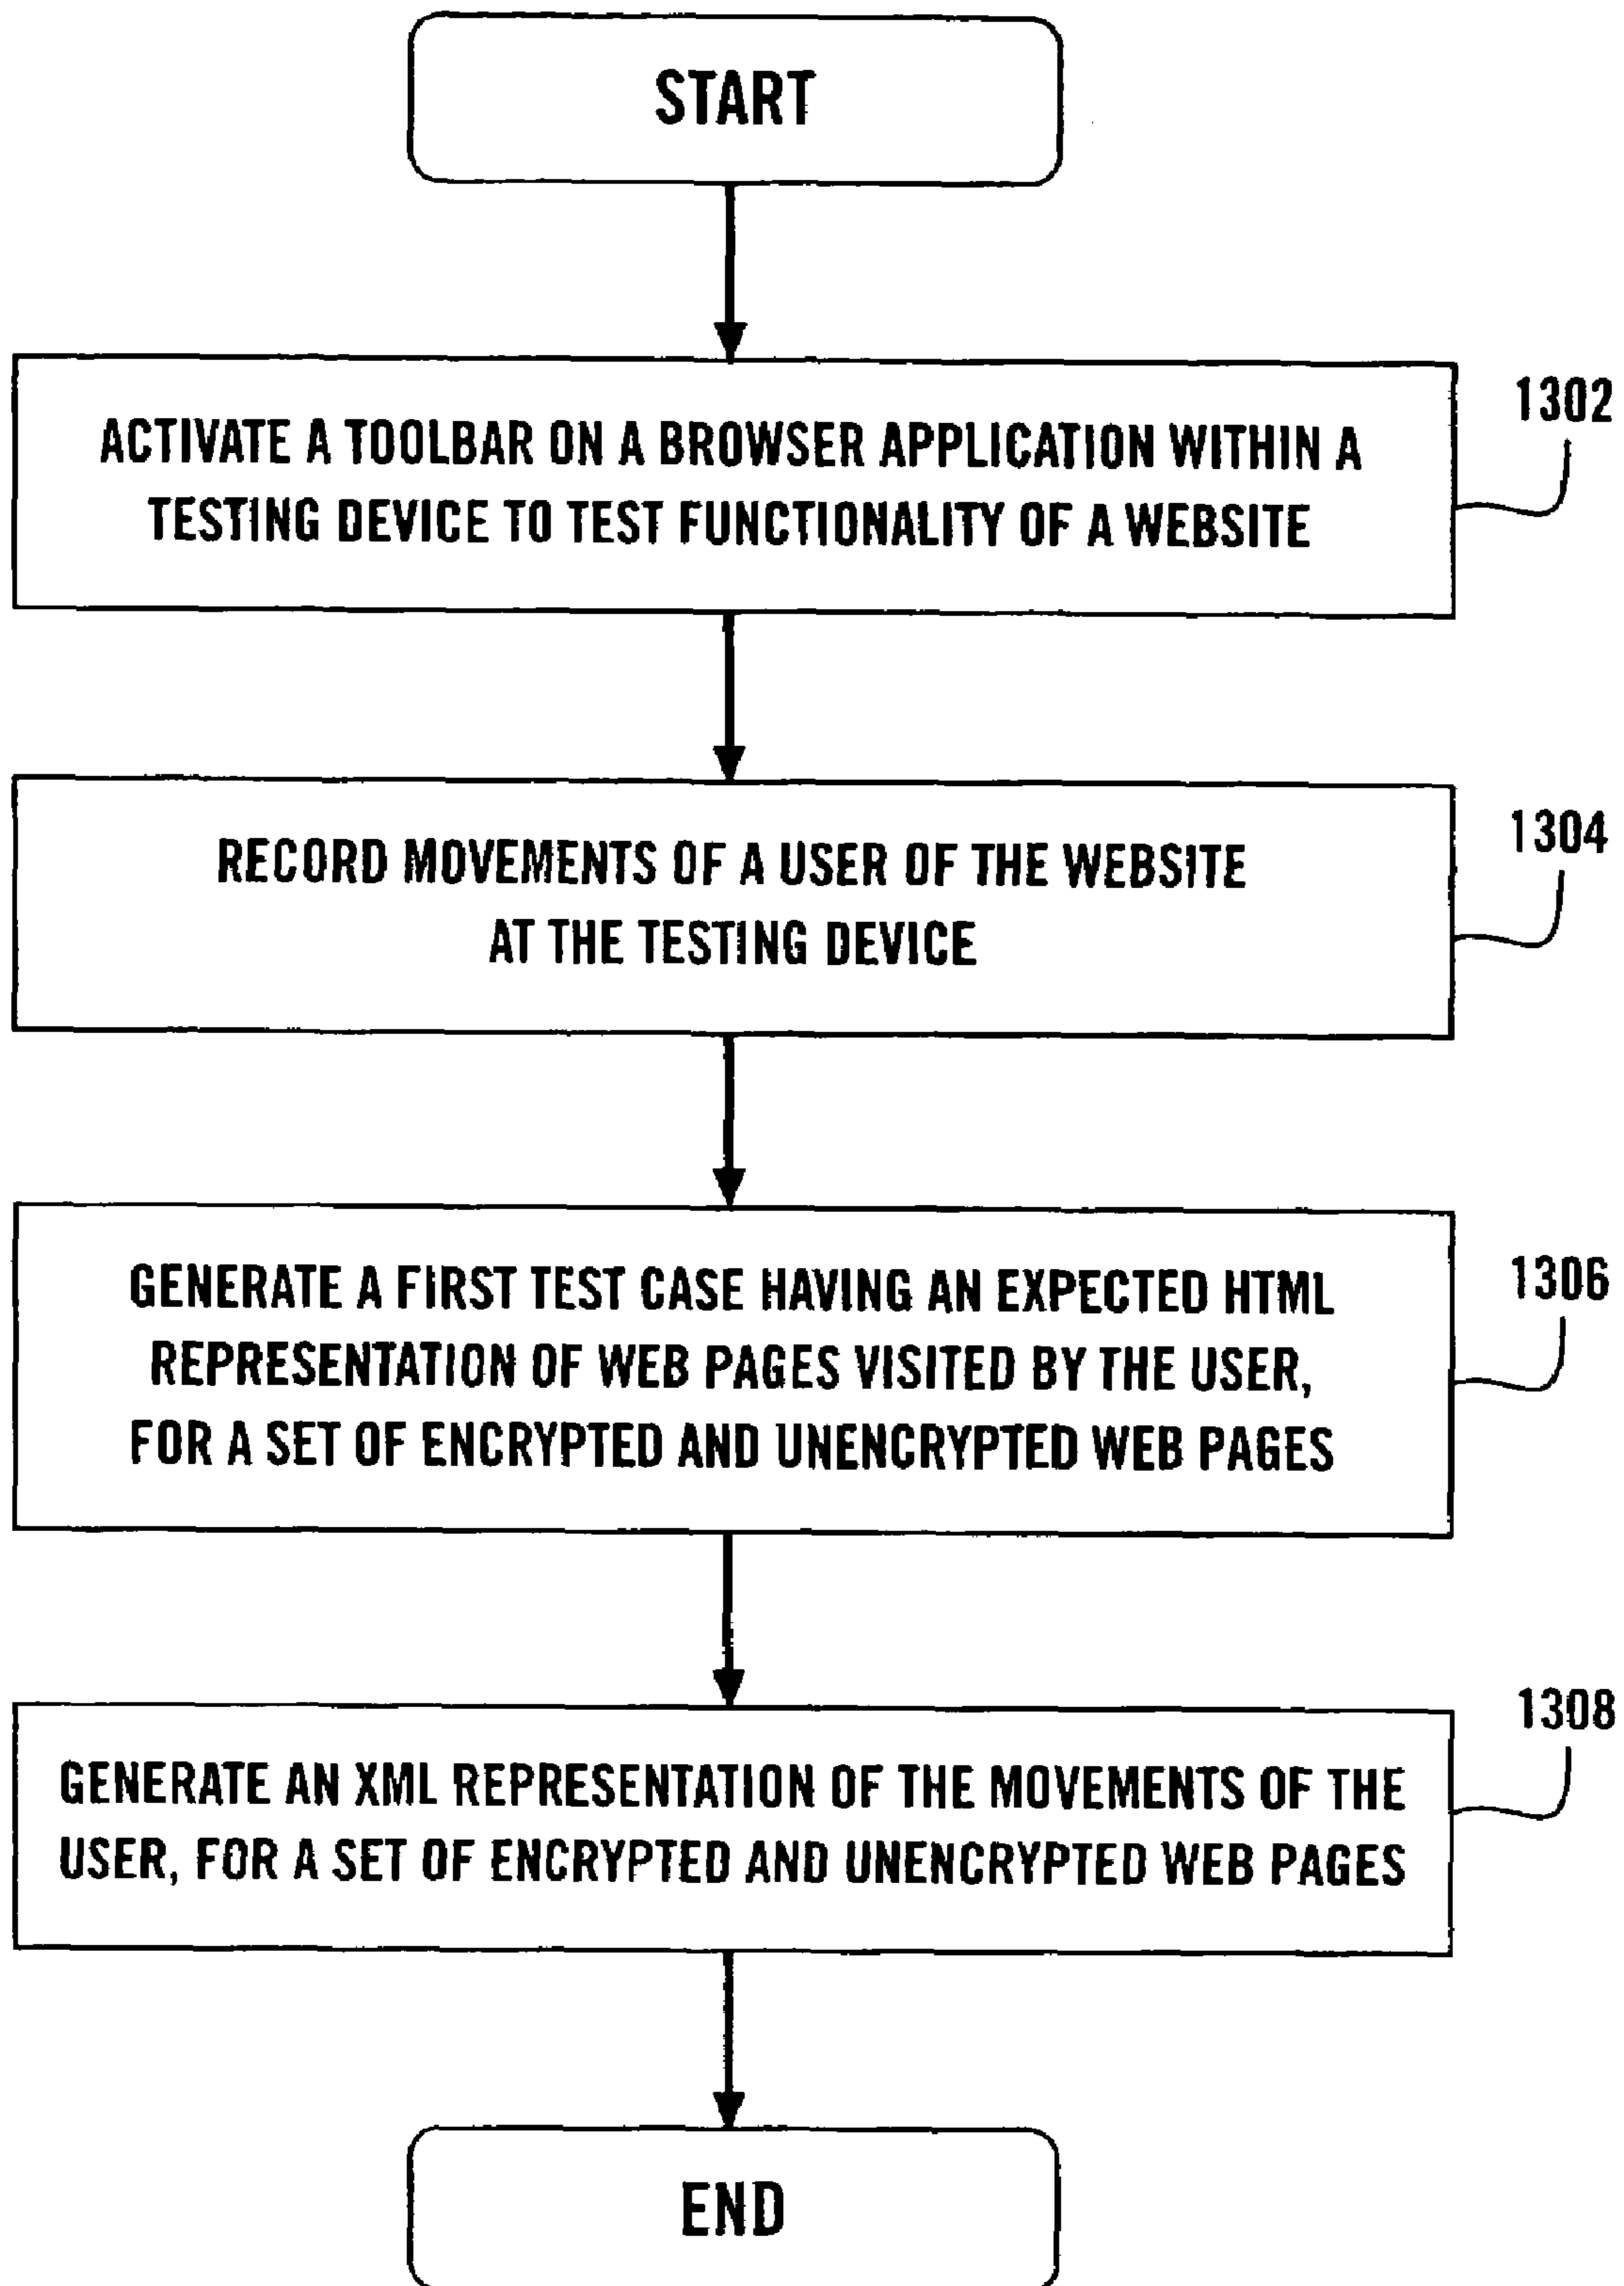 START
1302
ACTIVATE A TOOLBAR ON A BROWSER APPLICATION WITHIN A
TESTING DEVICE TO TEST FUNCTIONALITY OF A WEBSITE
1304
RECORD MOVEMENTS OF A USER OF THE WEBSITE
AT THE TESTING DEVICE
1306
GENERATE A FIRST TEST CASE HAVING AN EXPECTED HTML
REPRESENTATION OF WEB PAGES VISITED BY THE USER,
FOR A SET OF ENCRYPTED AND UNENCRYPTED WEB PAGES
1308
GENERATE AN XML REPRESENTATION OF THE MOVEMENTS OF THE
USER, FOR A SET OF ENCRYPTED AND UNENCRYPTED WEB PAGES
END